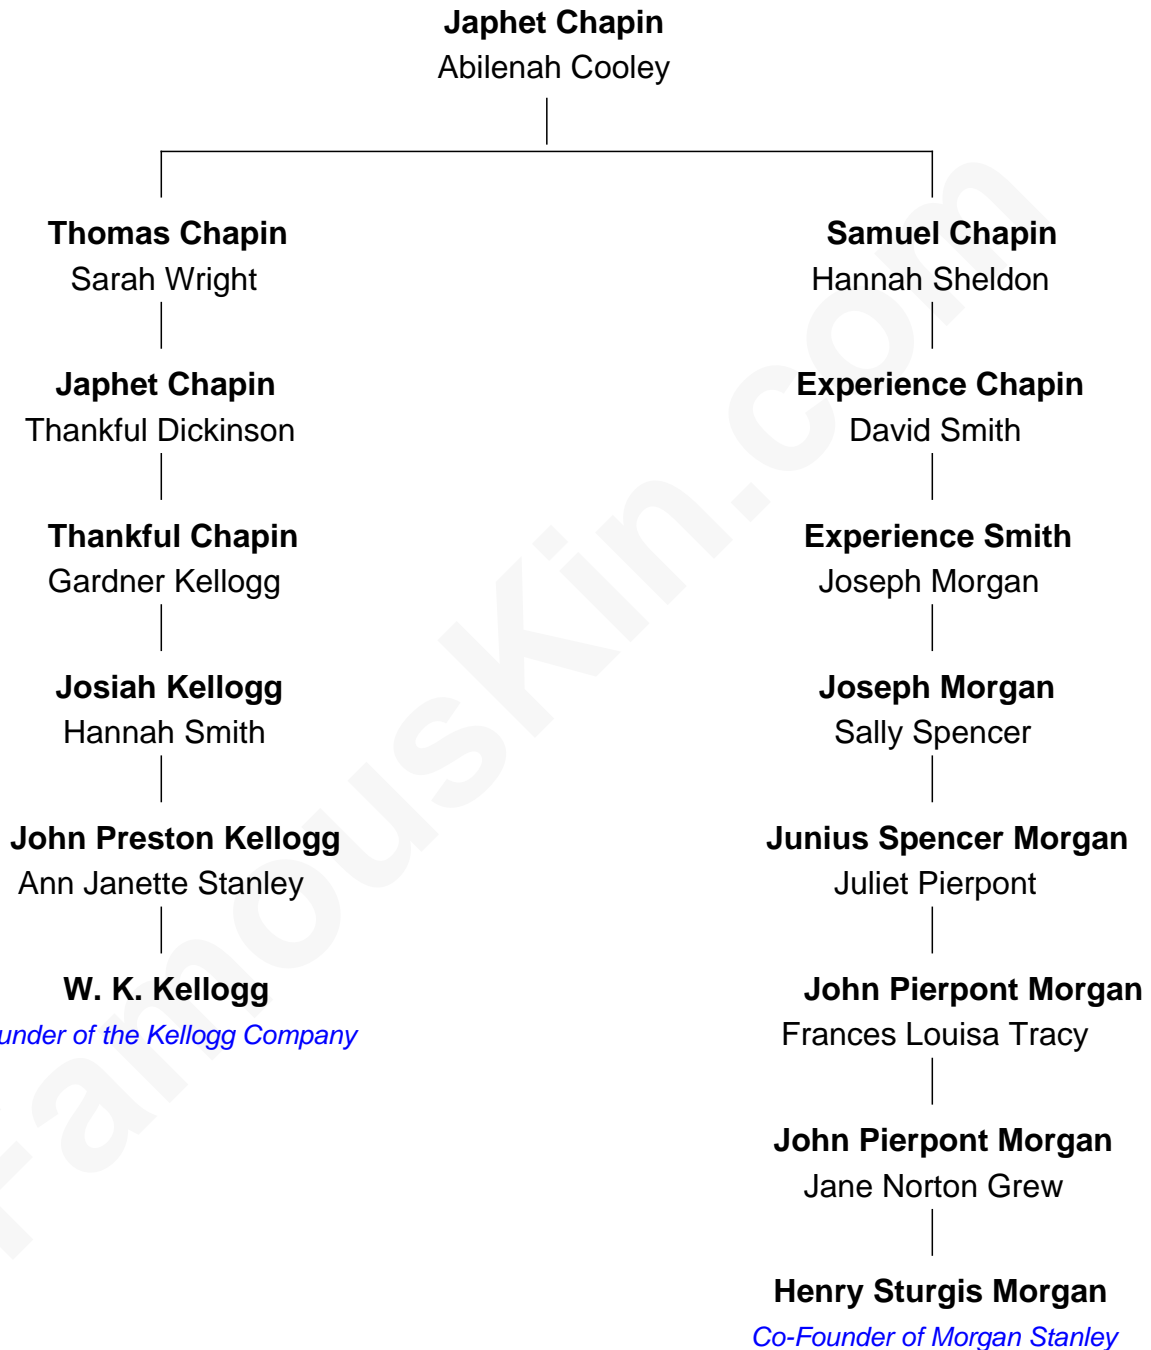 Japhet Chapin
Abilenah Cooley
Thomas Chapin
Sarah Wright
Japhet Chapin
Thankful Dickinson
Thankful Chapin
Gardner Kellogg
Josiah Kellogg
Hannah Smith
John Preston Kellogg
Ann Janette Stanley
W. K. Kellogg
under of the Kellogg Company
Samuel Chapin
Hannah Sheldon
Experience Chapin
David Smith
Experience Smith
Joseph Morgan
Joseph Morgan
Sally Spencer
Junius Spencer Morgan
Juliet Pierpont
John Pierpont Morgan
Frances Louisa Tracy
John Pierpont Morgan
Jane Norton Grew
Henry Sturgis Morgan
Co-Founder of Morgan Stanley
FamousKin.com